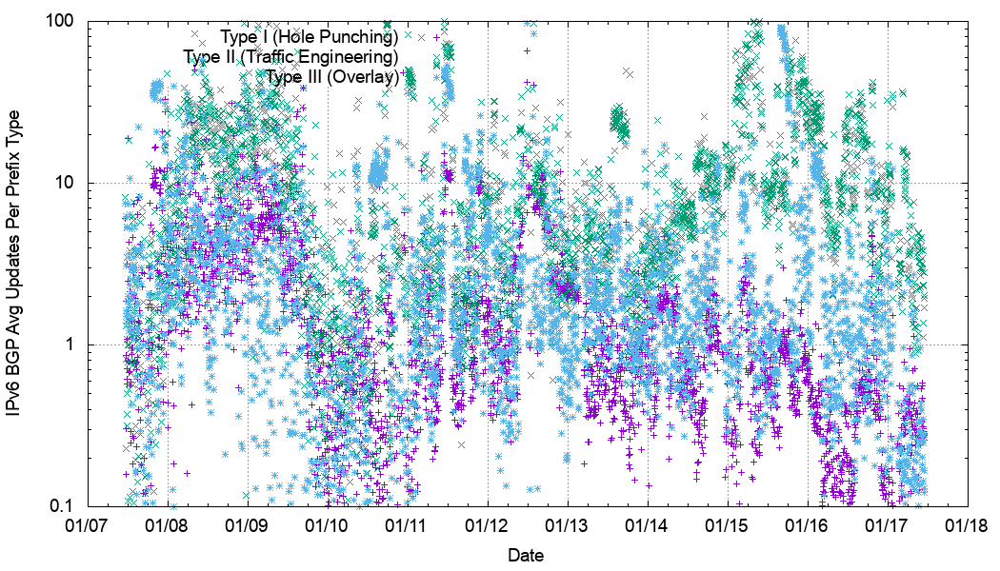 IPv6 BGP Avg Updates Per Prefix Type
100
10
1
0.1
Type I (Hole Punching)
Type II (Traffic Engineering)
Type III (Overlay)
01/07 01/08 01/09 01/10 01/11 01/12 01/13 01/14 01/15 01/16 01/17 01/18
Date